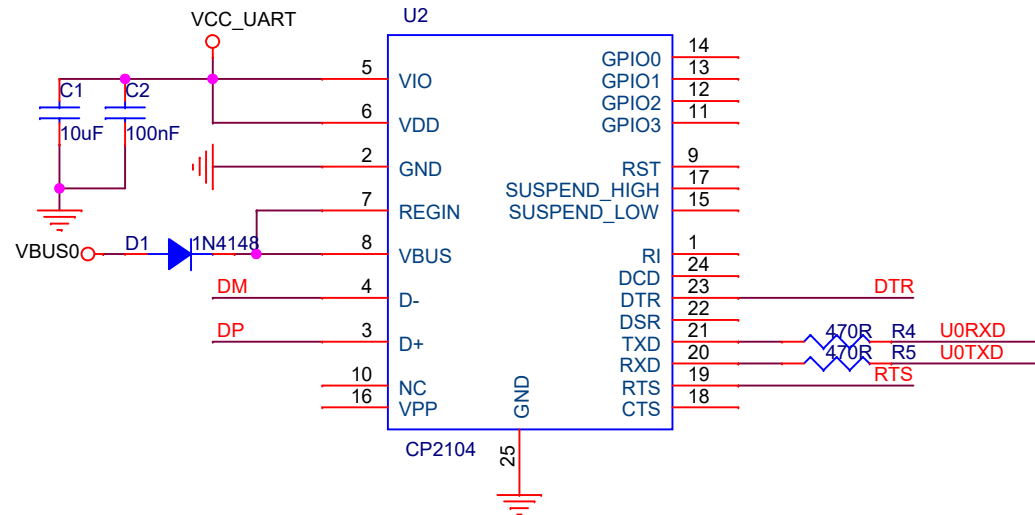 U2
VCC_UART
14
GPIO0
5
VIO
13
GPIO1
C1
C2
12
GPIO2
10uF
100nF
6
VDD
11
GPIO3
2
GND
9
RST
17
SUSPEND_HIGH
7
REGIN
15
SUSPEND_LOW
VBUS0
D1
1N4148
8
VBUS
1
RI
24
DCD
DM
4
D-
23
DTR
DTR
22
DSR
DP
3
D+
21
TXD
470R
R4
U0RXD
20
RXD
470R
R5
U0TXD
10
NC
19
RTS
RTS
16
VPP
18
CTS
GND
25
CP2104